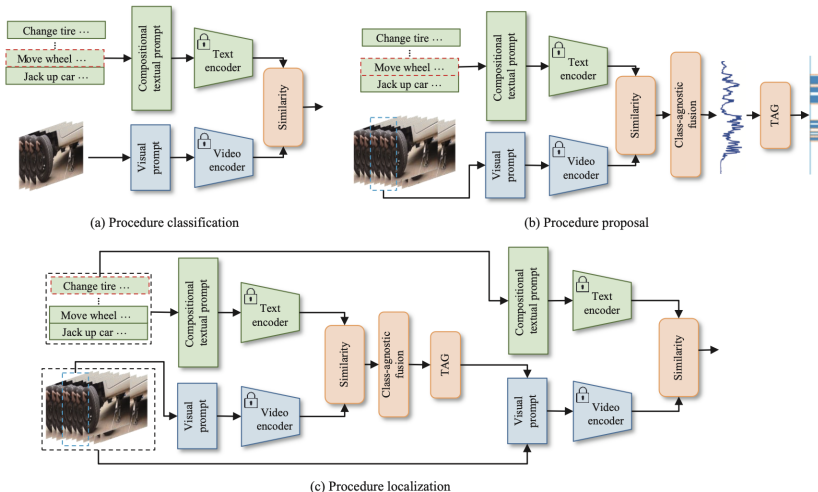 Change tire ⋯
Move wheel ⋯
Jack up car ⋯
Compositional
textual prompt
Text
encoder
Similarity
Visual
prompt
Video
encoder
(a) Procedure classification
Change tire ⋯
Move wheel ⋯
Jack up car ⋯
Compositional
textual prompt
Text
encoder
Similarity
Class-agnostic
fusion
TAG
Visual
prompt
Video
encoder
(b) Procedure proposal
Change tire ⋯
Move wheel ⋯
Jack up car ⋯
Compositional
textual prompt
Text
encoder
Similarity
Class-agnostic
fusion
TAG
Visual
prompt
Video
encoder
Compositional
textual prompt
Text
encoder
Similarity
Visual
prompt
Video
encoder
(c) Procedure localization